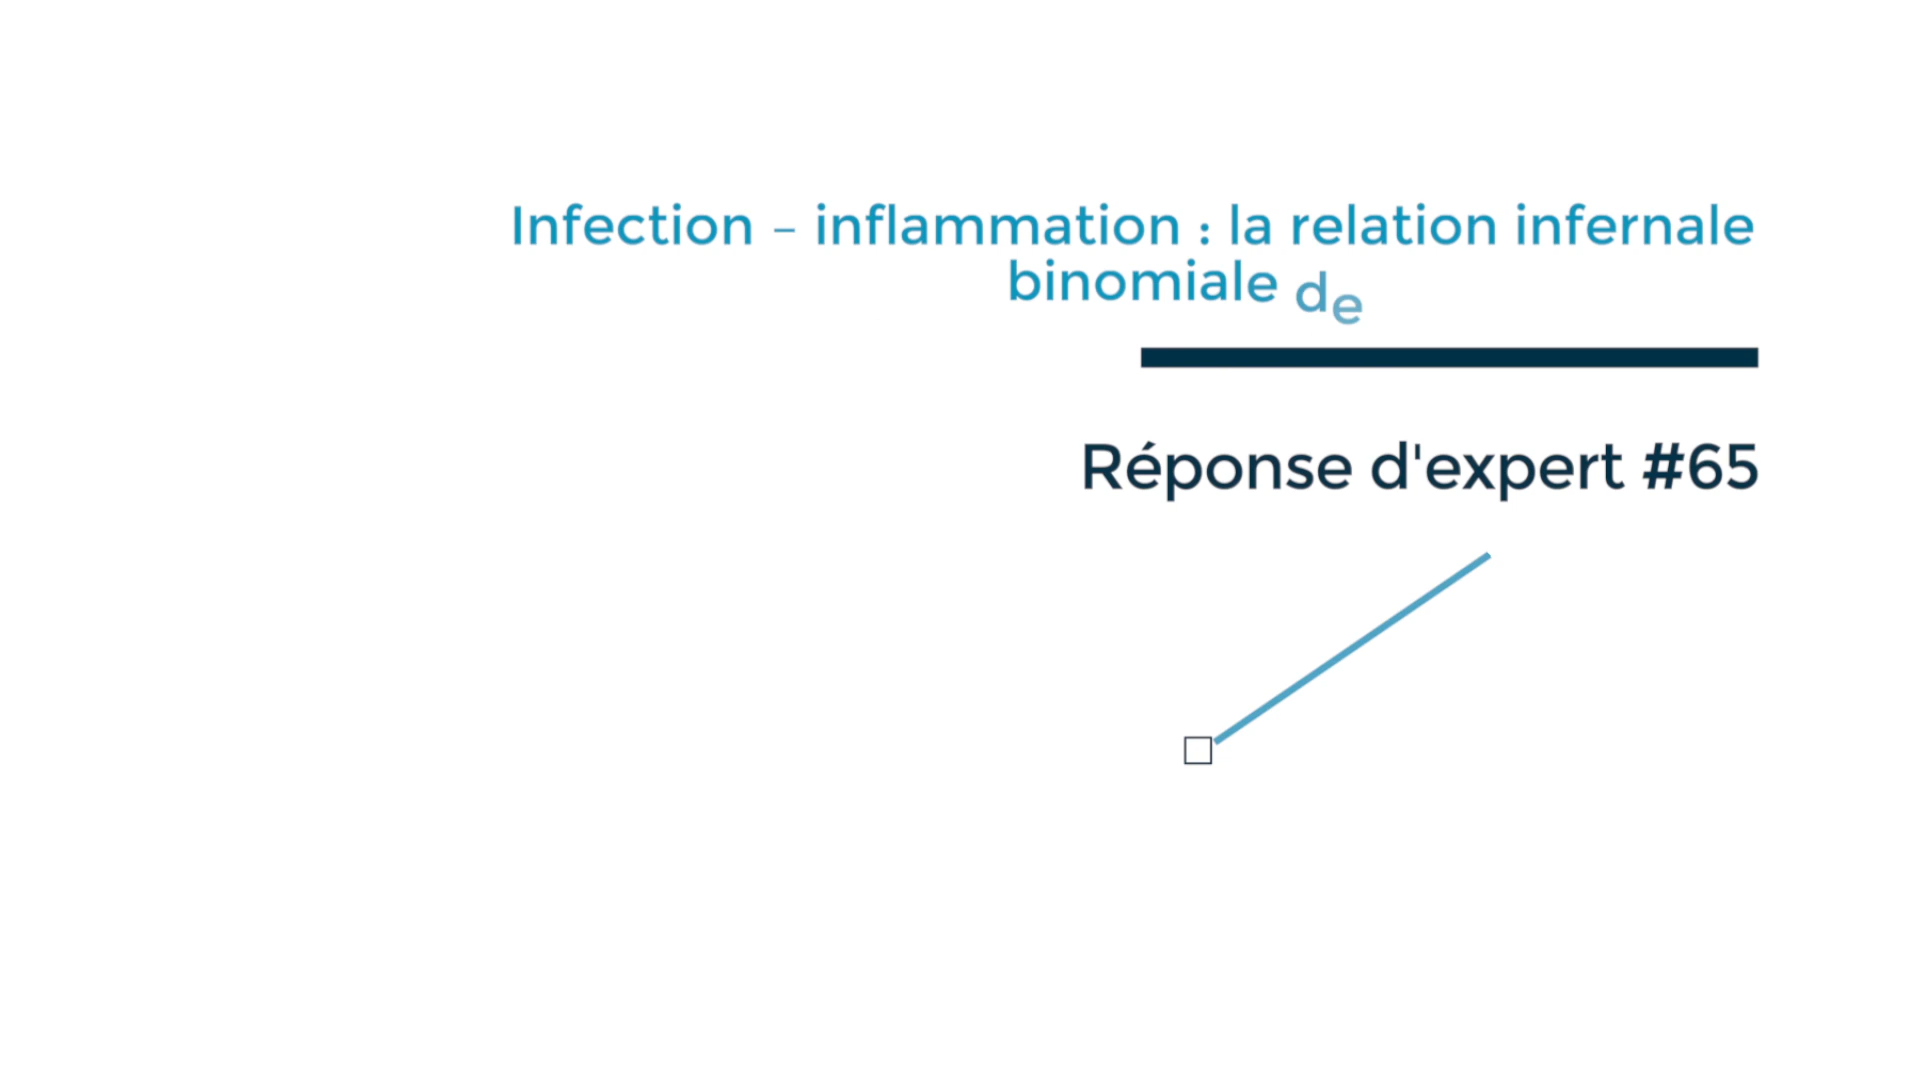 Infection – inflammation : la relation infernale
binomiale de
Réponse d'expert #65